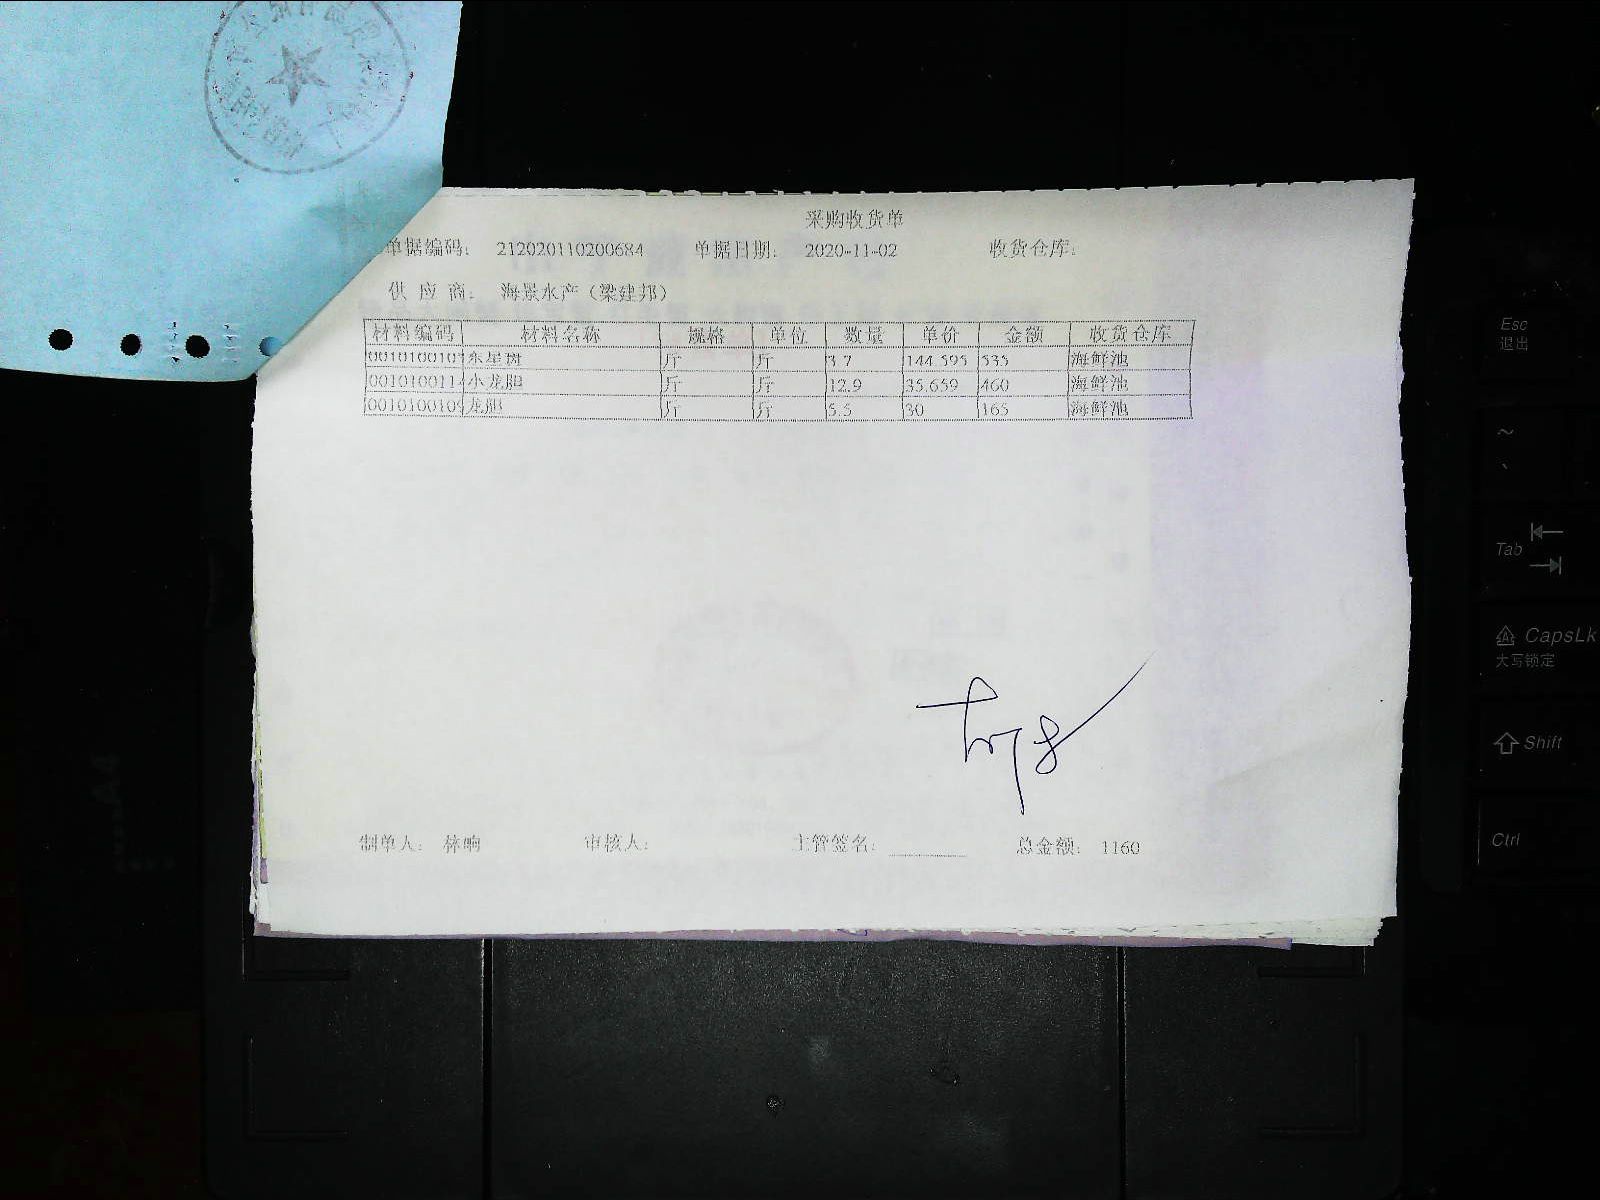 采购收货单
单据编码: 212020110200684 单据日期: 2020-11-02 收货仓库:
供应商: 海景水产（梁建邦）
材料编码 材料名称 规格 单位 数量 单价 金额 收货仓库
0010100101 东星斑 斤 斤 3.7 144.595 535 海鲜池
001010011 小龙胆 斤 斤 12.9 35.659 460 海鲜池
001010010 龙胆 斤 斤 5.5 30 165 海鲜池
制单人: 林响 审核人: 主管签名: 总金额: 1160
Esc
退出
~
Tab
CapsLk
大写锁定
Shift
Ctrl
A4